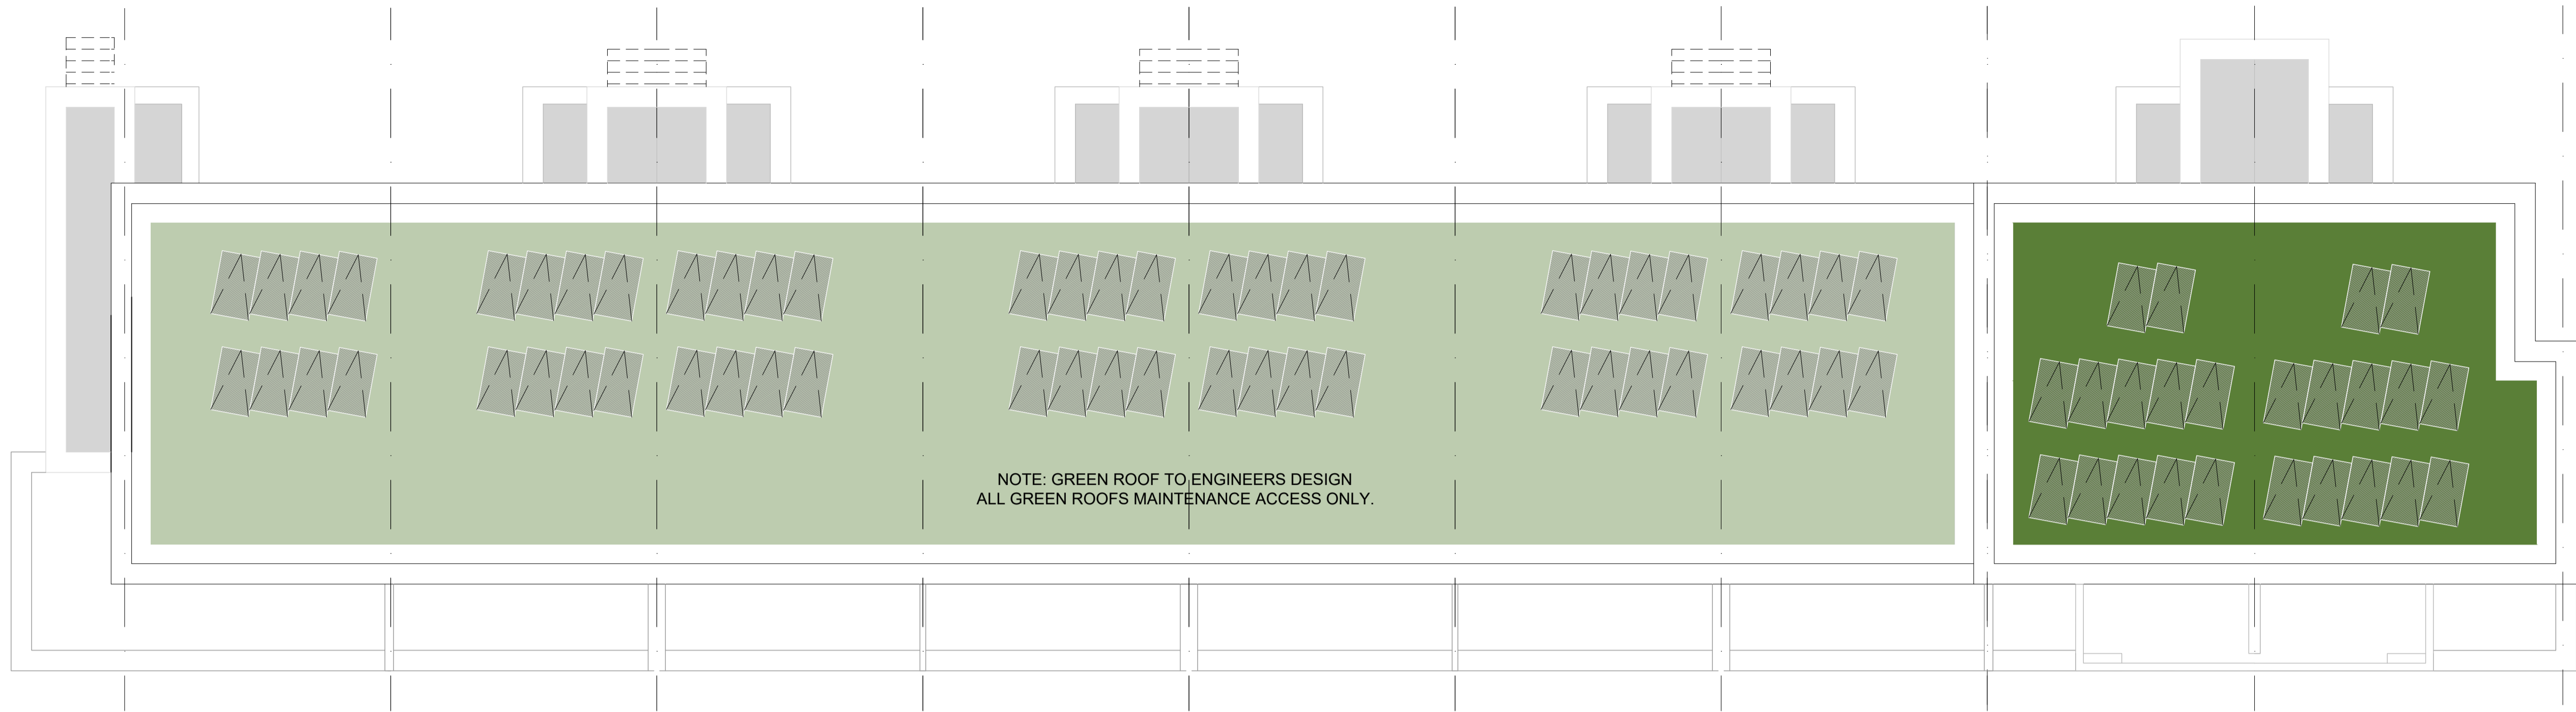 NOTE: GREEN ROOF TO ENGINEERS DESIGN
ALL GREEN ROOFS MAINTENANCE ACCESS ONLY.